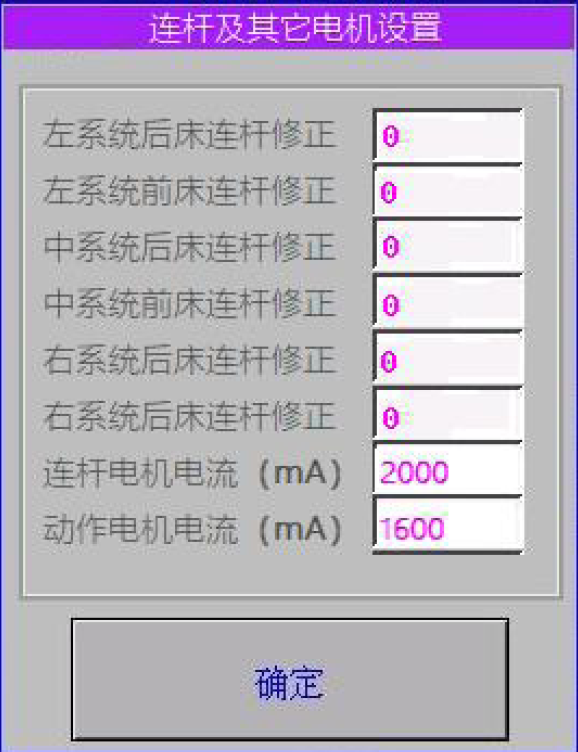 连杆及其它电机设置
左系统后床连杆修正 0
左系统前床连杆修正 0
中系统后床连杆修正 0
中系统前床连杆修正 0
右系统后床连杆修正 0
右系统后床连杆修正 0
连杆电机电流（mA） 2000
动作电机电流（mA） 1600
确定